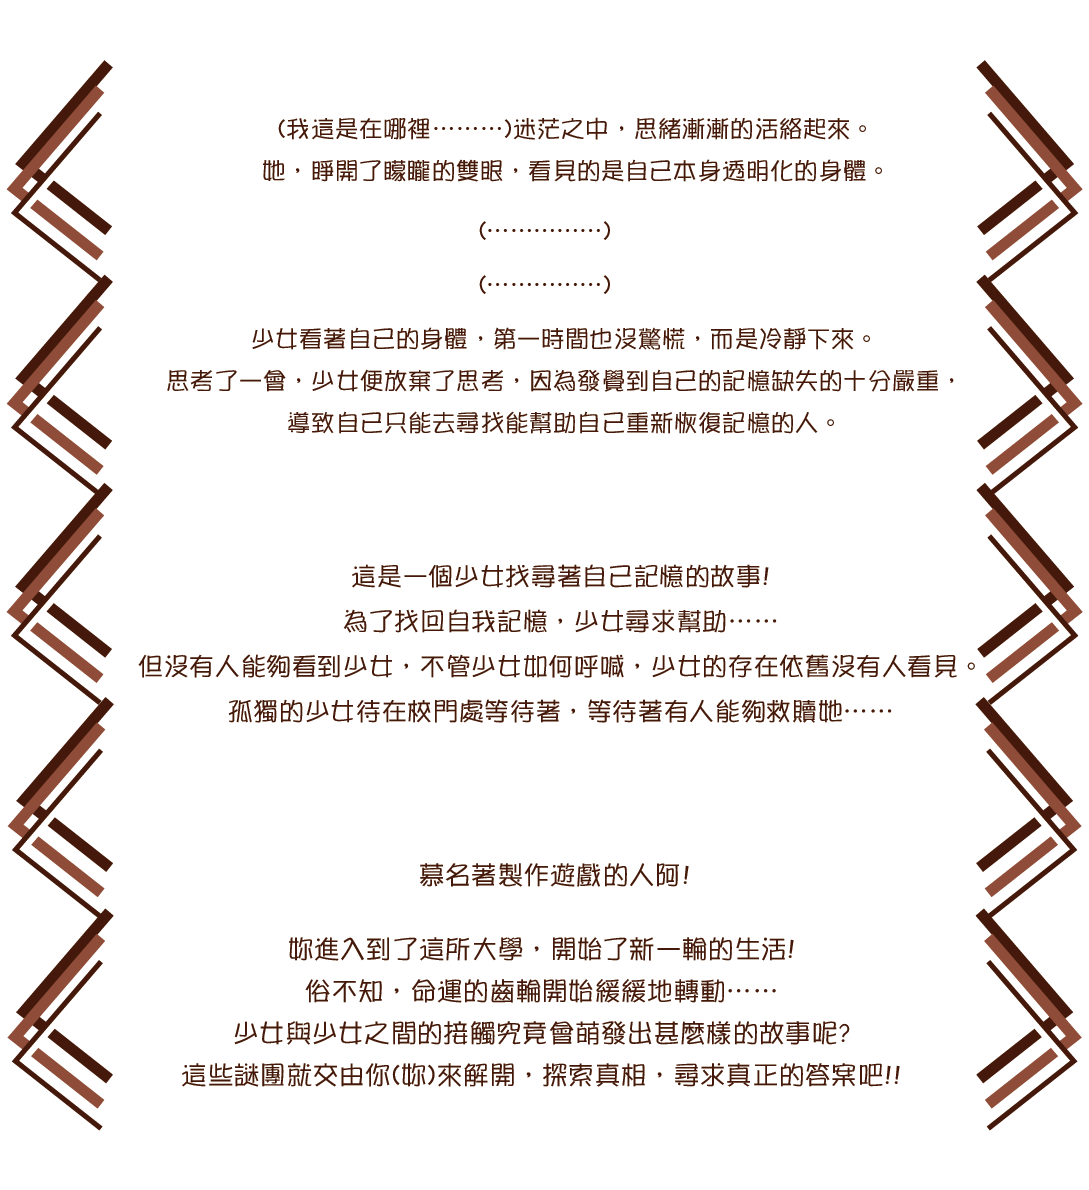 (我這是在哪裡………)迷茫之中，思緒漸漸的活絡起來。
她，睜開了矇矓的雙眼，看見的是自己本身透明化的身體。
(……………)
(……………)
少女看著自己的身體，第一時間也沒驚慌，而是冷靜下來。
思考了一會，少女便放棄了思考，因為發覺到自己的記憶缺失的十分嚴重，
導致自己只能去尋找能幫助自己重新恢復記憶的人。
這是一個少女找尋著自己記憶的故事!
為了找回自我記憶，少女尋求幫助……
但沒有人能夠看到少女，不管少女如何呼喊，少女的存在依舊沒有人看見。
孤獨的少女待在校門處等待著，等待著有人能夠救贖她……
慕名著製作遊戲的人阿!
妳進入到了這所大學，開始了新一輪的生活!
俗不知，命運的齒輪開始緩緩地轉動……
少女與少女之間的接觸究竟會萌發出甚麼樣的故事呢?
這些謎團就交由你(妳)來解開，探索真相，尋求真正的答案吧!!